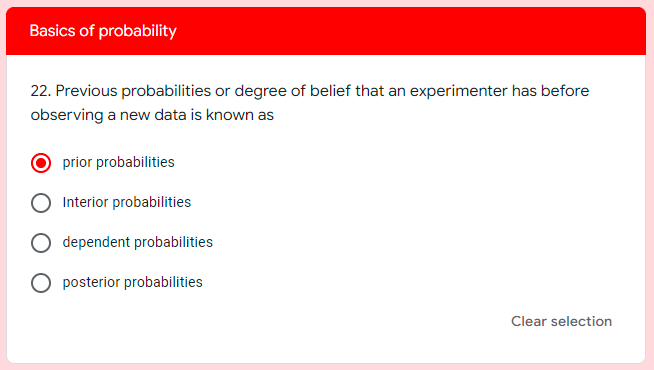 Basics of probability
22. Previous probabilities or degree of belief that an experimenter has before
observing a new data is known as
prior probabilities
Interior probabilities
dependent probabilities
posterior probabilities
Clear selection